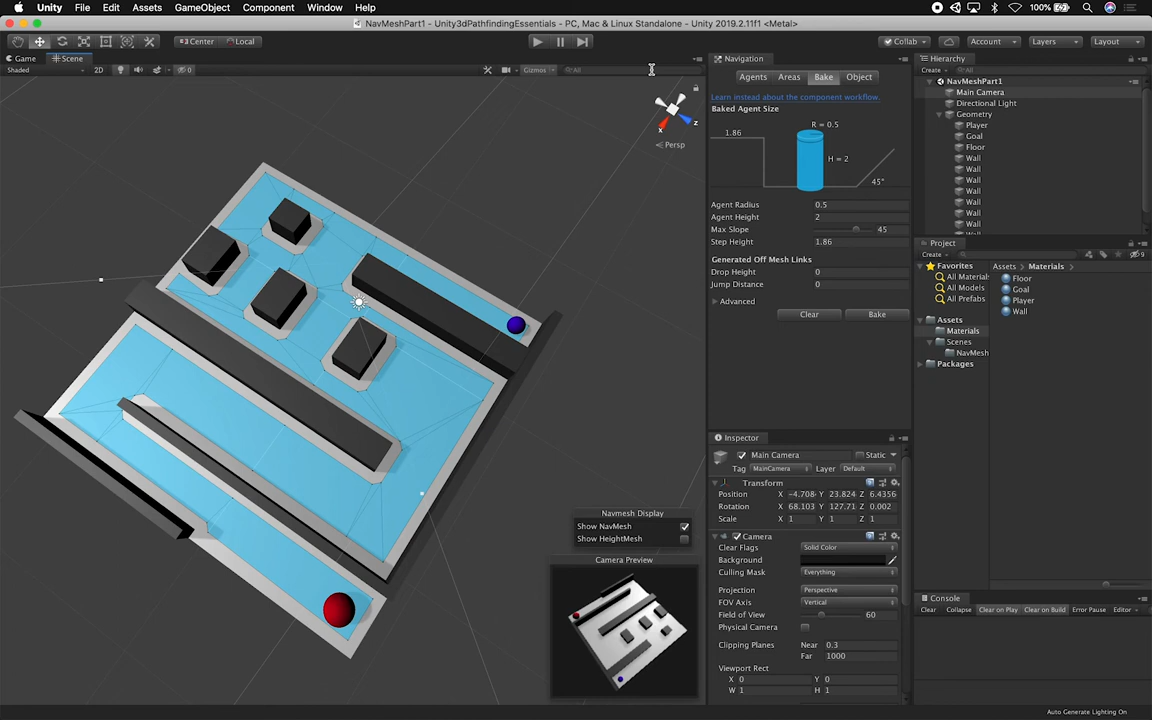 Unity File Edit Assets GameObject Component Window Help 100%
NavMeshPart1 - Unity3dPathfindingEssentials - PC, Mac & Linux Standalone - Unity 2019.2.11f1 <Metal>
Center Local Collab Account Layers Layout
Game Scene
Shaded 2D 0 Gizmos All
x z
Persp
Navmesh Display
Show NavMesh
Show HeightMesh
Camera Preview
Navigation
Agents Areas Bake Object
Learn instead about the component workflow.
Baked Agent Size
R = 0.5
1.86
H = 2
45°
Agent Radius 0.5
Agent Height 2
Max Slope 45
Step Height 1.86
Generated Off Mesh Links
Drop Height 0
Jump Distance 0
Advanced
Clear Bake
Inspector
Main Camera Static
Tag MainCamera Layer Default
Transform
Position X -4.708 Y 23.824 Z 6.4356
Rotation X 68.103 Y 127.71 Z 0.002
Scale X 1 Y 1 Z 1
Camera
Clear Flags Solid Color
Background
Culling Mask Everything
Projection Perspective
FOV Axis Vertical
Field of View 60
Physical Camera
Clipping Planes Near 0.3
Far 1000
Viewport Rect
X 0 Y 0
W 1 H 1
Hierarchy
Create All
NavMeshPart1
Main Camera
Directional Light
Geometry
Player
Goal
Floor
Wall
Wall
Wall
Wall
Wall
Wall
Wall
Project
Create 9
Favorites
All Materials
All Models
All Prefabs
Assets
Materials
Scenes
NavMesh
Packages
Assets Materials
Floor
Goal
Player
Wall
Console
Clear Collapse Clear on Play Clear on Build Error Pause Editor
Auto Generate Lighting On